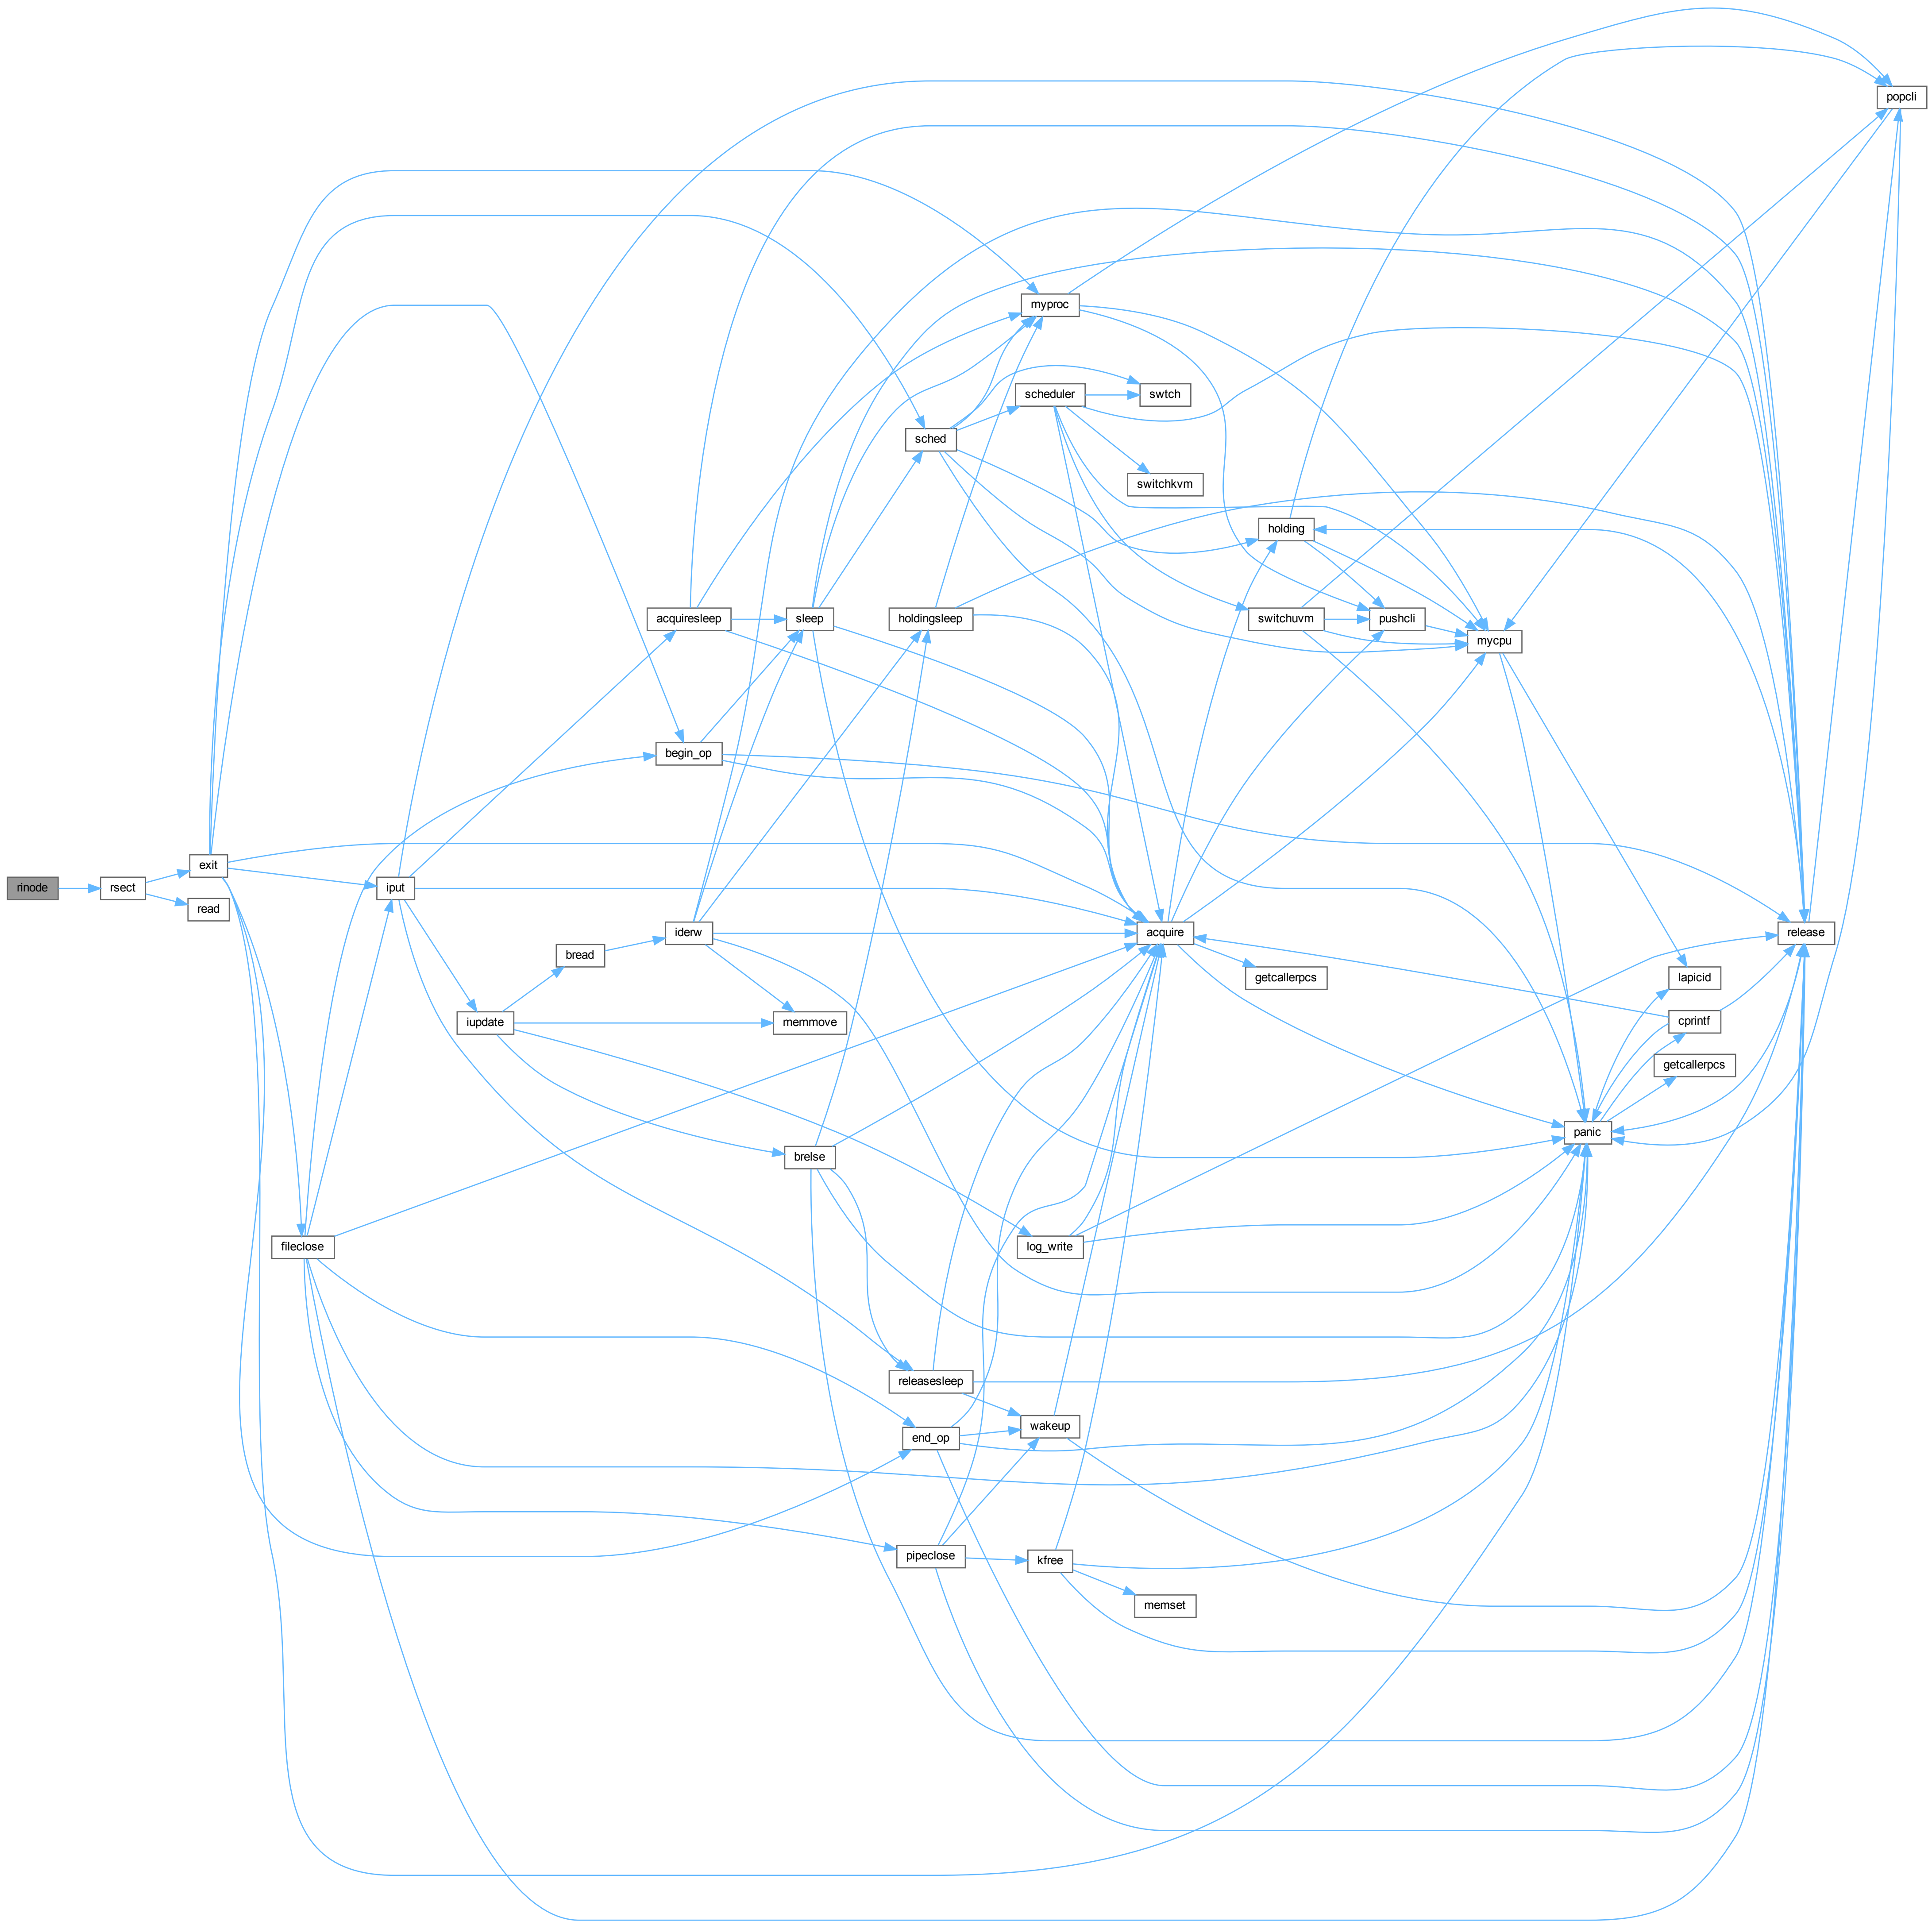 popcli
myproc
scheduler
swtch
sched
switchkvm
holding
acquiresleep
sleep
holdingsleep
switchuvm
pushcli
mycpu
begin_op
exit
rinode
rsect
iput
read
iderw
acquire
release
bread
getcallerpcs
lapicid
iupdate
memmove
cprintf
getcallerpcs
panic
brelse
fileclose
log_write
releasesleep
wakeup
end_op
pipeclose
kfree
memset